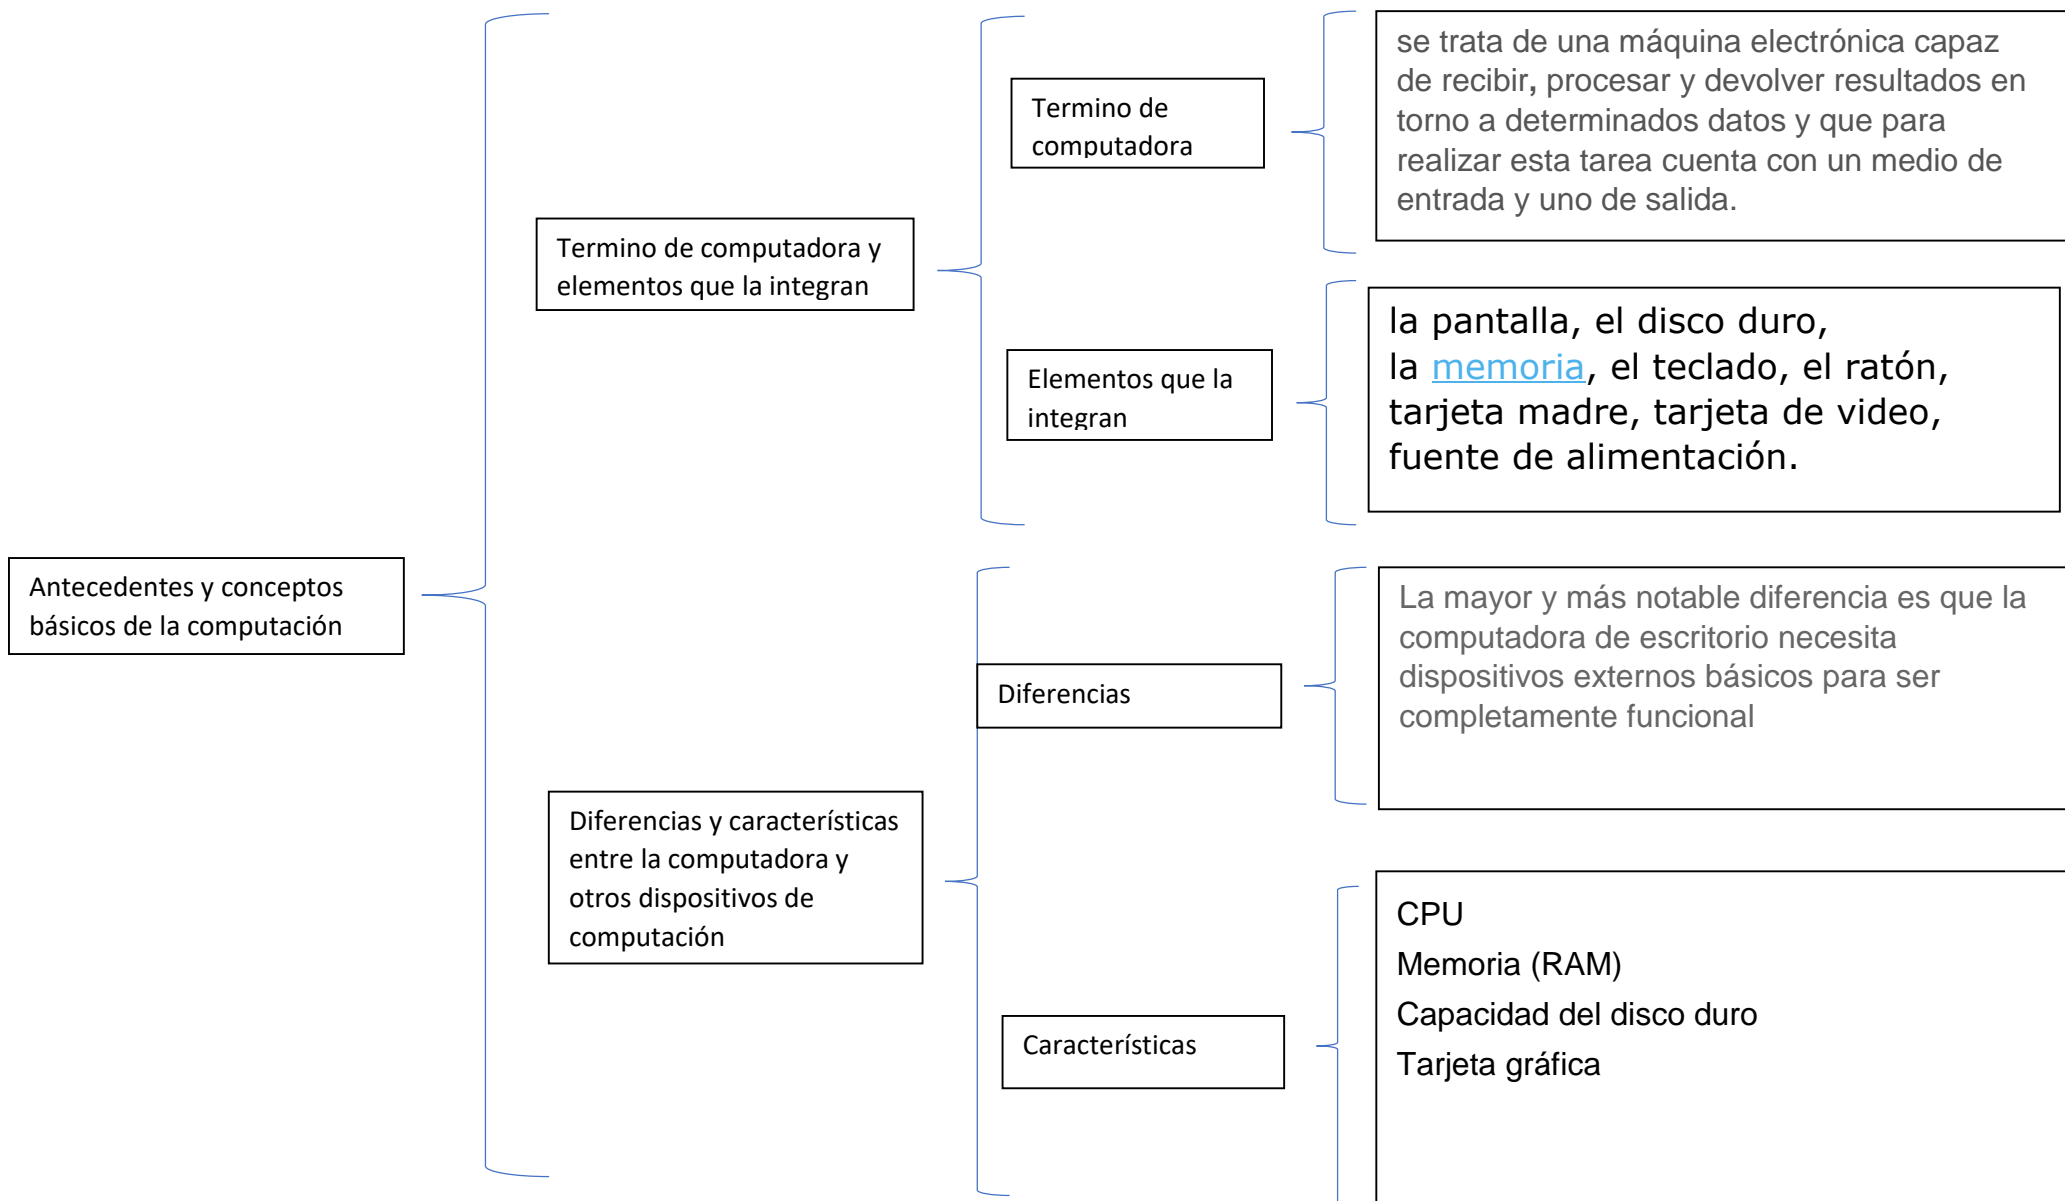 Antecedentes y conceptos
básicos de la computación
Termino de computadora y
elementos que la integran
Termino de
computadora
se trata de una máquina electrónica capaz
de recibir, procesar y devolver resultados en
torno a determinados datos y que para
realizar esta tarea cuenta con un medio de
entrada y uno de salida.
Elementos que la
integran
la pantalla, el disco duro,
la memoria, el teclado, el ratón,
tarjeta madre, tarjeta de video,
fuente de alimentación.
Diferencias y características
entre la computadora y
otros dispositivos de
computación
Diferencias
La mayor y más notable diferencia es que la
computadora de escritorio necesita
dispositivos externos básicos para ser
completamente funcional
Características
CPU
Memoria (RAM)
Capacidad del disco duro
Tarjeta gráfica